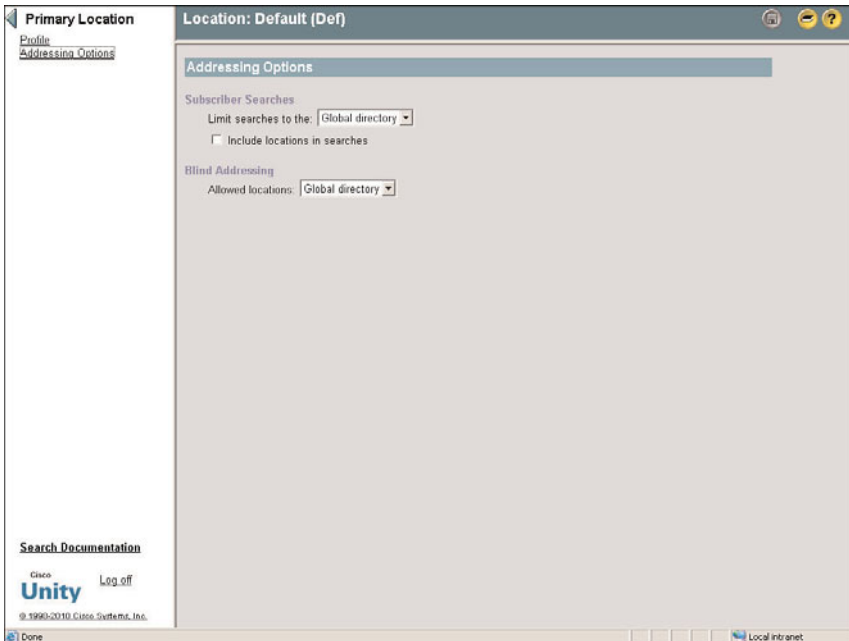 Primary Location
Profile
Addressing Options
Location: Default (Def)
?
Addressing Options
Subscriber Searches
Limit searches to the: Global directory
Include locations in searches
Blind Addressing
Allowed locations: Global directory
Search Documentation
Cisco
Unity
Log off
© 1990-2010 Cisco Systems, Inc.
Done
Local intranet